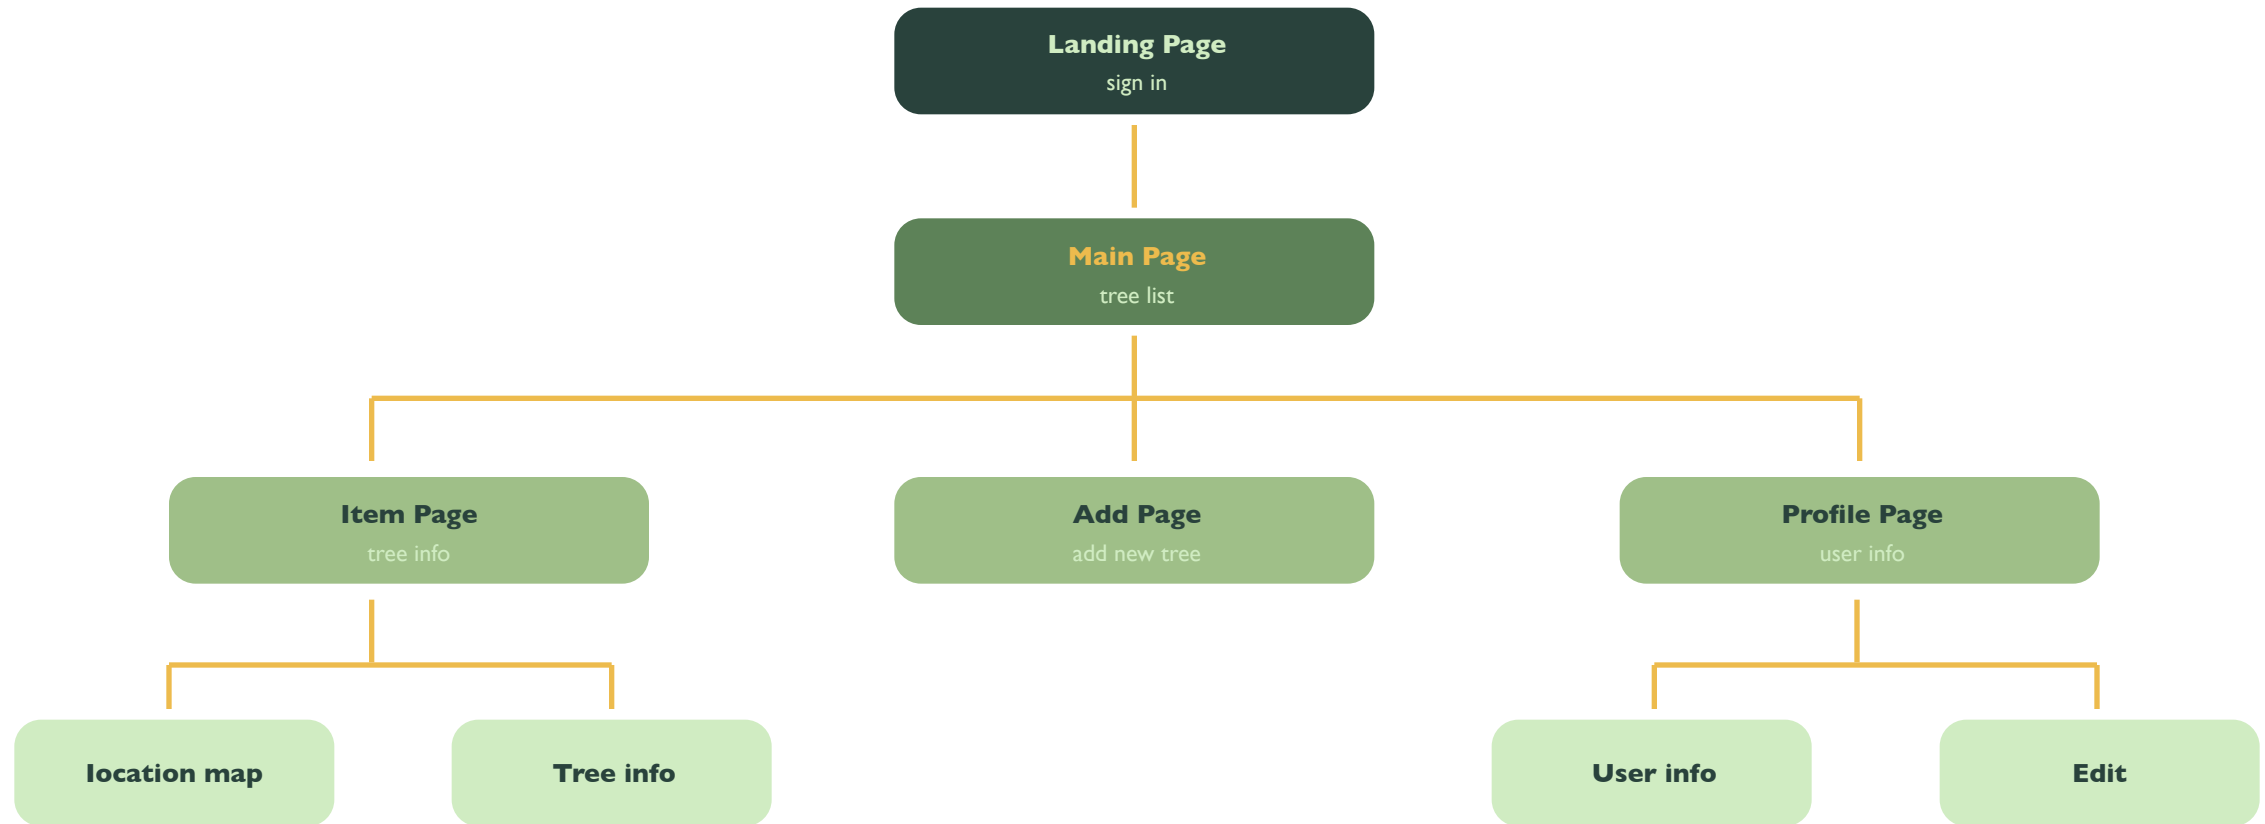 Landing Page
sign in
Main Page
tree list
Item Page
tree info
Add Page
add new tree
Profile Page
user info
location map
Tree info
User info
Edit